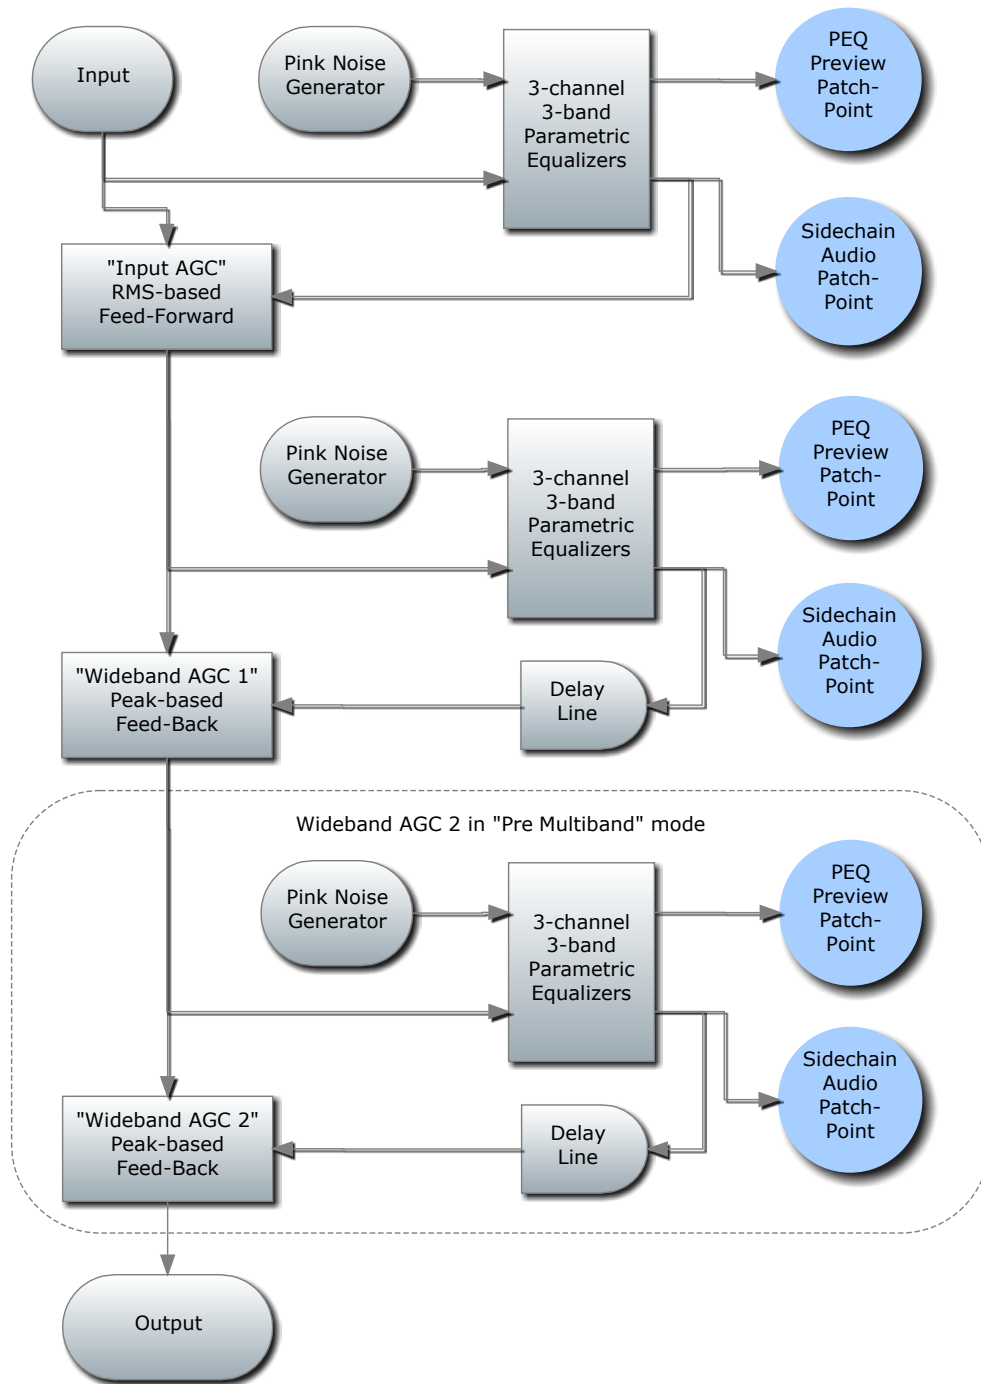 Input
Pink Noise
Generator
3-channel
3-band
Parametric
Equalizers
PEQ
Preview
Patch-
Point
Sidechain
Audio
Patch-
Point
"Input AGC"
RMS-based
Feed-Forward
Pink Noise
Generator
3-channel
3-band
Parametric
Equalizers
PEQ
Preview
Patch-
Point
Sidechain
Audio
Patch-
Point
"Wideband AGC 1"
Peak-based
Feed-Back
Delay
Line
Wideband AGC 2 in "Pre Multiband" mode
Pink Noise
Generator
3-channel
3-band
Parametric
Equalizers
PEQ
Preview
Patch-
Point
Sidechain
Audio
Patch-
Point
"Wideband AGC 2"
Peak-based
Feed-Back
Delay
Line
Output